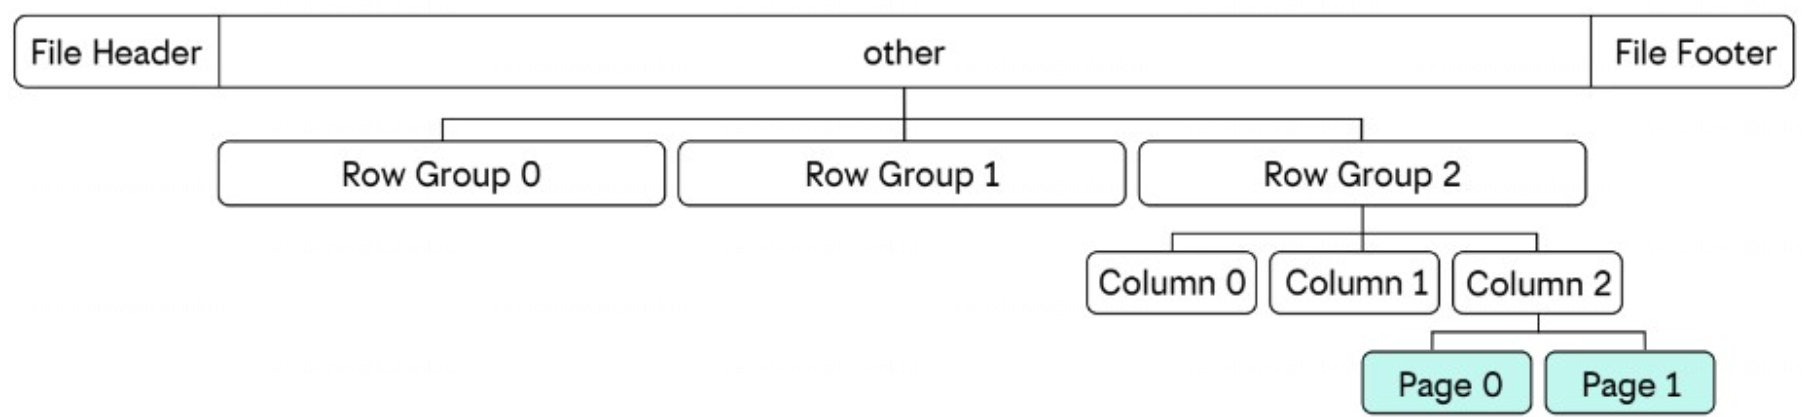 File Header other File Footer
Row Group 0 Row Group 1 Row Group 2
Column 0 Column 1 Column 2
Page 0 Page 1